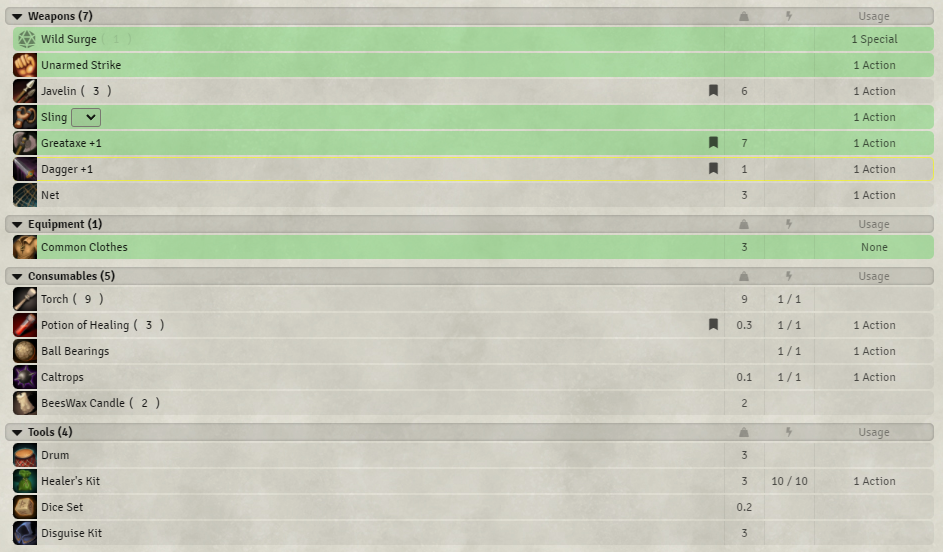 Weapons (7) Usage
Wild Surge ( 1 ) 1 Special
Unarmed Strike 1 Action
Javelin ( 3 ) 6 1 Action
Sling 1 Action
Greataxe +1 7 1 Action
Dagger +1 1 1 Action
Net 3 1 Action
Equipment (1) Usage
Common Clothes 3 None
Consumables (5) Usage
Torch ( 9 ) 9 1 / 1
Potion of Healing ( 3 ) 0.3 1 / 1 1 Action
Ball Bearings 1 / 1 1 Action
Caltrops 0.1 1 / 1 1 Action
BeesWax Candle ( 2 ) 2
Tools (4) Usage
Drum 3
Healer's Kit 3 10 / 10 1 Action
Dice Set 0.2
Disguise Kit 3